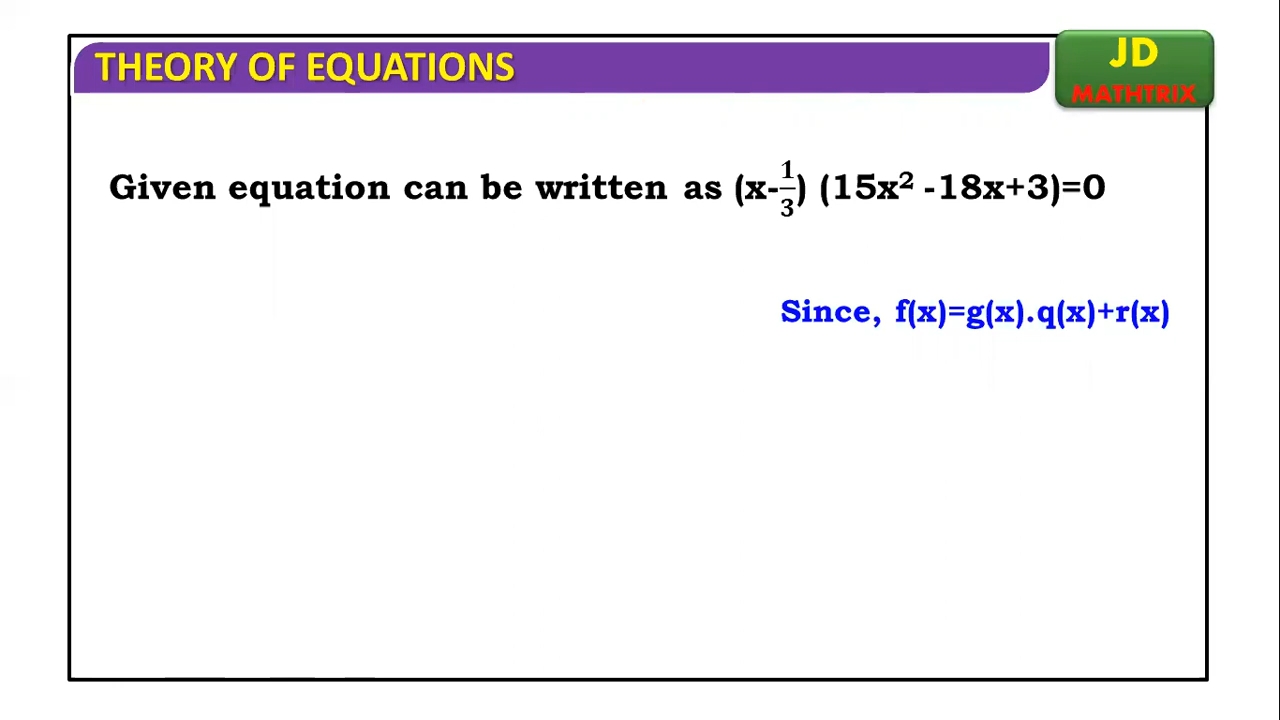 THEORY OF EQUATIONS
JD
MATHTRIX
Given equation can be written as (x-1/3) (15x² -18x+3)=0
Since, f(x)=g(x).q(x)+r(x)